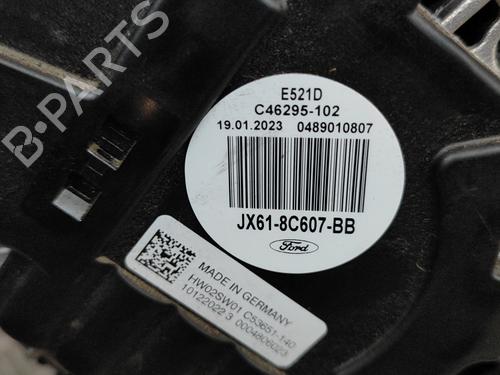 E521D
C46295-102
19.01.2023 0489010807
JX61-8C607-BB
Ford
MADE IN GERMANY
HW02SW01 C53651-140
10122022 3 0004806023
B-PARTS